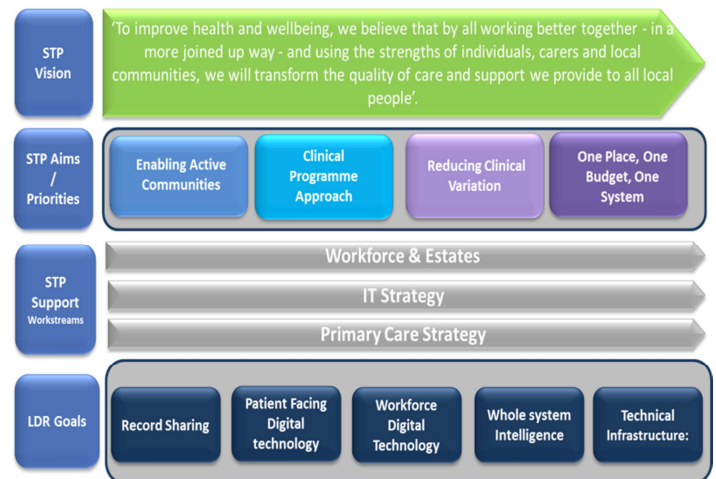 STP
Vision
'To improve health and wellbeing, we believe that by all working better together - in a
more joined up way - and using the strengths of individuals, carers and local
communities, we will transform the quality of care and support we provide to all local
people'.
STP Aims
/
Priorities
Enabling Active
Communities
Clinical
Programme
Approach
Reducing Clinical
Variation
One Place, One
Budget, One
System
STP
Support
Workstreams
Workforce & Estates
IT Strategy
Primary Care Strategy
LDR Goals
Record Sharing
Patient Facing
Digital
technology
Workforce
Digital
Technology
Whole system
Intelligence
Technical
Infrastructure: